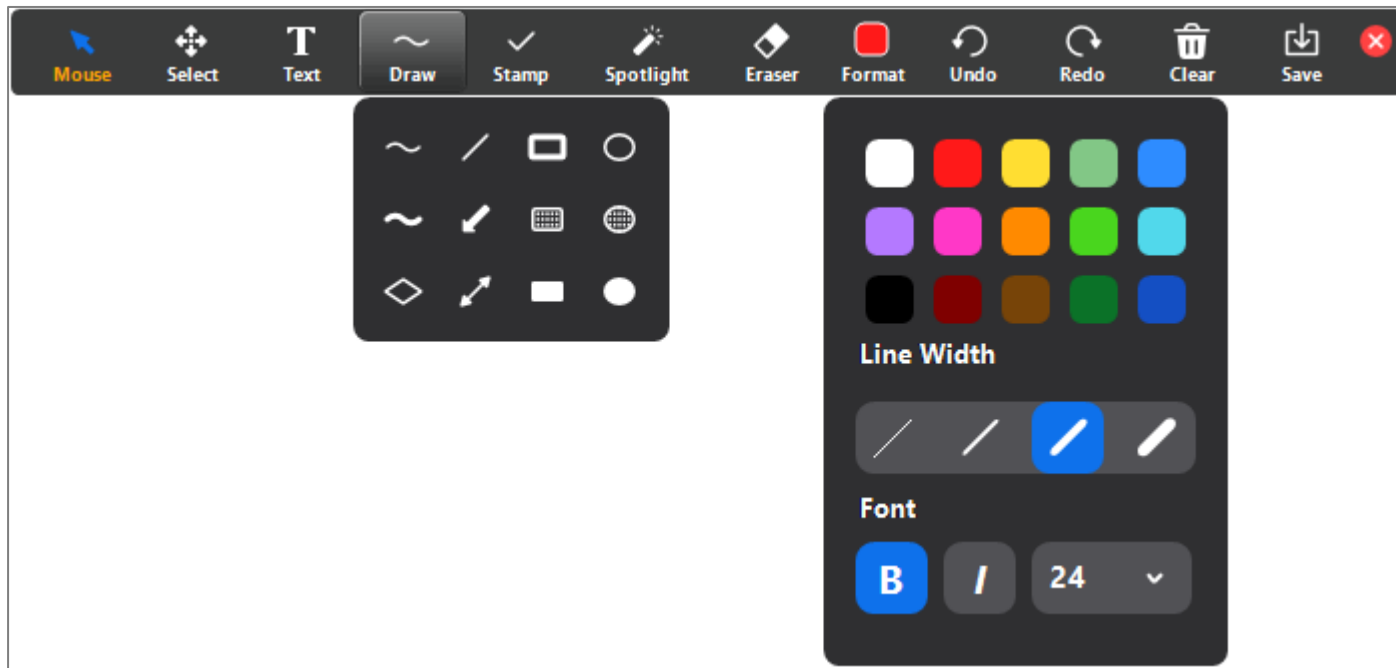 Mouse Select Text Draw Stamp Spotlight Eraser Format Undo Redo Clear Save
Line Width
Font
B I 24